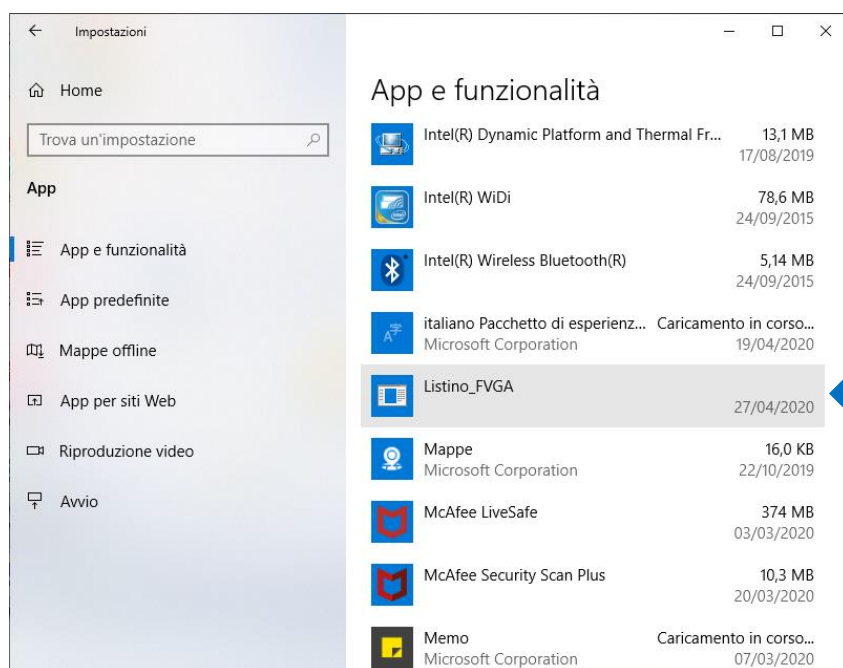 Impostazioni
Home
Trova un'impostazione
App
App e funzionalità
App predefinite
Mappe offline
App per siti Web
Riproduzione video
Avvio
App e funzionalità
Intel(R) Dynamic Platform and Thermal Fr... 13,1 MB
17/08/2019
Intel(R) WiDi 78,6 MB
24/09/2015
Intel(R) Wireless Bluetooth(R) 5,14 MB
24/09/2015
italiano Pacchetto di esperienz... Caricamento in corso...
Microsoft Corporation 19/04/2020
Listino_FVGA
27/04/2020
Mappe 16,0 KB
Microsoft Corporation 22/10/2019
McAfee LiveSafe 374 MB
03/03/2020
McAfee Security Scan Plus 10,3 MB
20/03/2020
Memo Caricamento in corso...
Microsoft Corporation 07/03/2020